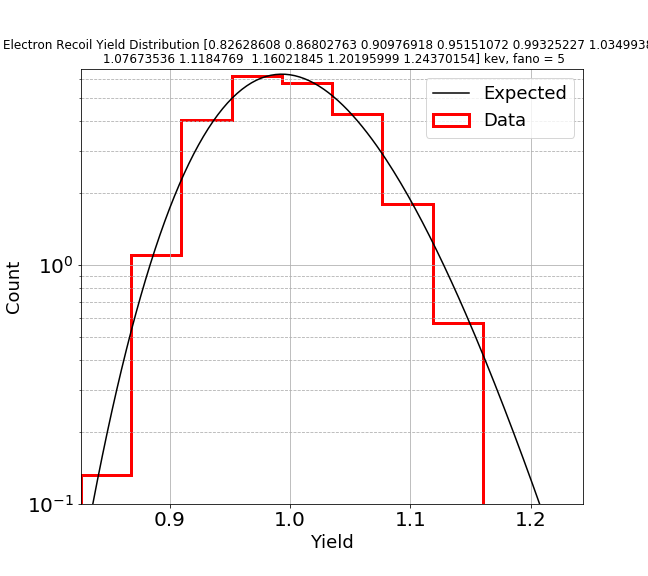 Electron Recoil Yield Distribution [0.82628608 0.86802763 0.90976918 0.95151072 0.99325227 1.0349938
1.07673536 1.1184769  1.16021845 1.20195999 1.24370154] kev, fano = 5
Expected
Data
10⁰
Count
10⁻¹
0.9 1.0 1.1 1.2
Yield